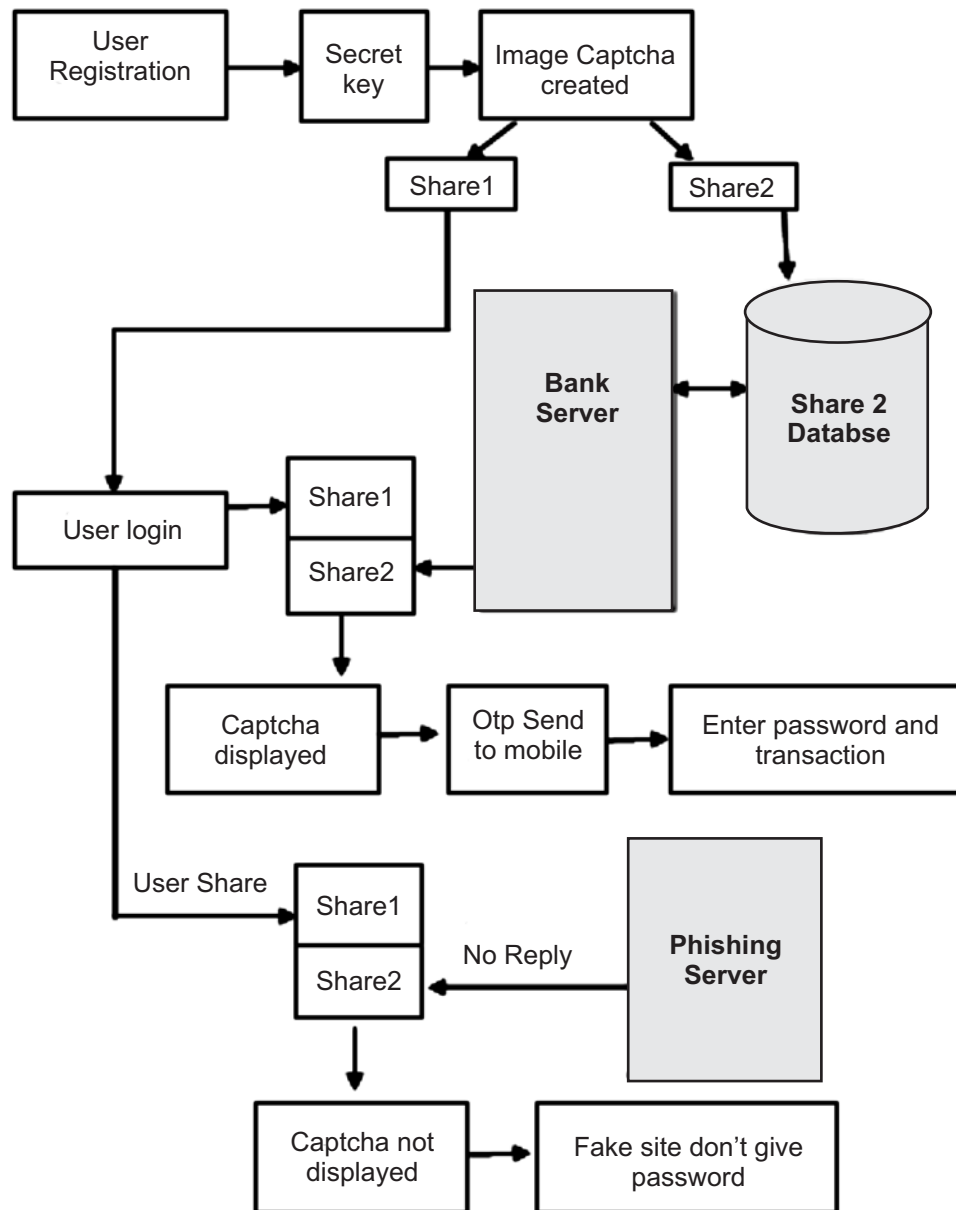 User
Registration
Secret
key
Image Captcha
created
Share1
Share2
Bank
Server
Share 2
Databse
User login
Share1
Share2
Captcha
displayed
Otp Send
to mobile
Enter password and
transaction
User Share
Share1
Share2
No Reply
Phishing
Server
Captcha not
displayed
Fake site don’t give
password